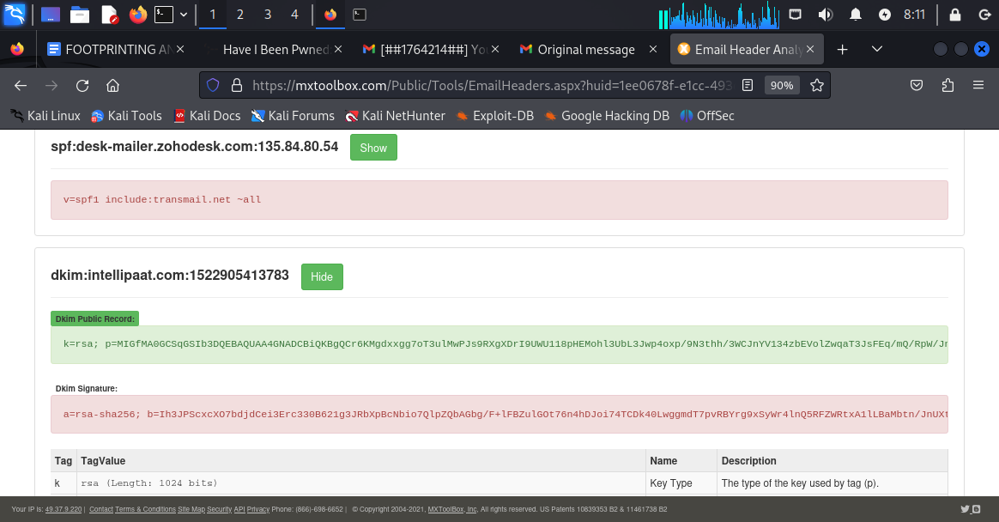 1 2 3 4 8:11
FOOTPRINTING AN Have I Been Pwned [##1764214##] You Original message Email Header Analy
https://mxtoolbox.com/Public/Tools/EmailHeaders.aspx?huid=1ee0678f-e1cc-493 90%
Kali Linux Kali Tools Kali Docs Kali Forums Kali NetHunter Exploit-DB Google Hacking DB OffSec
spf:desk-mailer.zohodesk.com:135.84.80.54 Show
v=spf1 include:transmail.net ~all
dkim:intellipaat.com:1522905413783 Hide
Dkim Public Record:
k=rsa; p=MIGfMA0GCSqGSIb3DQEBAQUAA4GNADCBiQKBgQCr6KMgdxxgg7oT3ulMwPJs9RXgXDrI9UWU118pHEMohl3UbL3Jwp4oxp/9N3thh/3WCJnYV134zbEVolZwqaT3JsFEq/mQ/RpW/Jr
Dkim Signature:
a=rsa-sha256; b=Ih3JPScxcXO7bdjdCei3Erc330B621g3JRbXpBcNbio7QlpZQbAGbg/F+lFBZulGOt76n4hDJoi74TCDk40LwggmdT7pvRBYrg9xSyWr4lnQ5RFZWRtxA1lLBaMbtn/JnUXt
Tag TagValue Name Description
k rsa (Length: 1024 bits) Key Type The type of the key used by tag (p).
Your IP is: 49.37.9.220 | Contact Terms & Conditions Site Map Security API Privacy Phone: (866)-698-6652 | © Copyright 2004-2021, MXToolBox, Inc, All rights reserved. US Patents 10839353 B2 & 11461738 B2